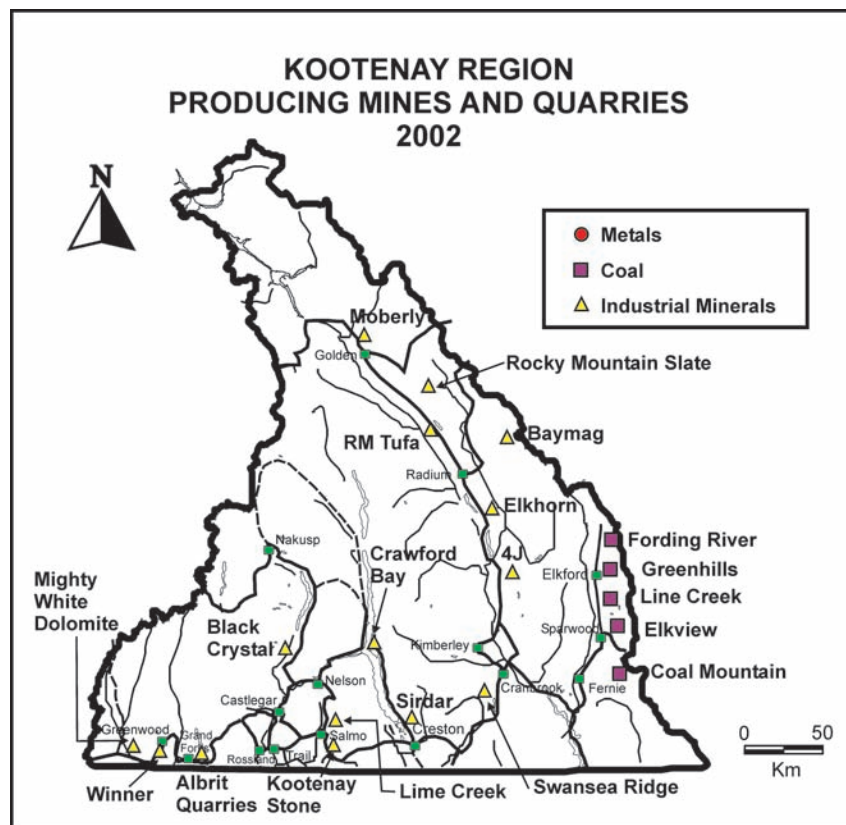 KOOTENAY REGION
PRODUCING MINES AND QUARRIES
2002
N
Metals
Coal
Industrial Minerals
Moberly
Golden
Rocky Mountain Slate
RM Tufa
Baymag
Radium
Elkhorn
Nakusp
Crawford
Bay
4J
Fording River
Elkford
Greenhills
Line Creek
Mighty
White
Dolomite
Black
Crystal
Kimberley
Sparwood
Elkview
Coal Mountain
Nelson
Cranbrook
Fernie
Castlegar
Sirdar
Creston
Greenwood
Grand
Forks
Rossland
Trail
Salmo
Winner
Albrit
Quarries
Kootenay
Stone
Lime Creek
Swansea Ridge
0 50
Km